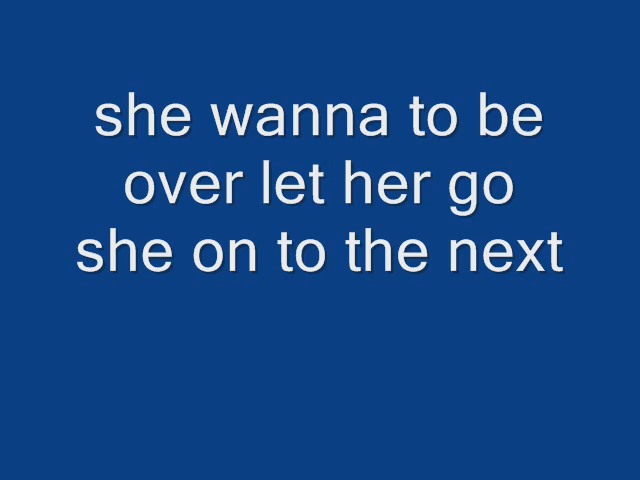 she wanna to be
over let her go
she on to the next